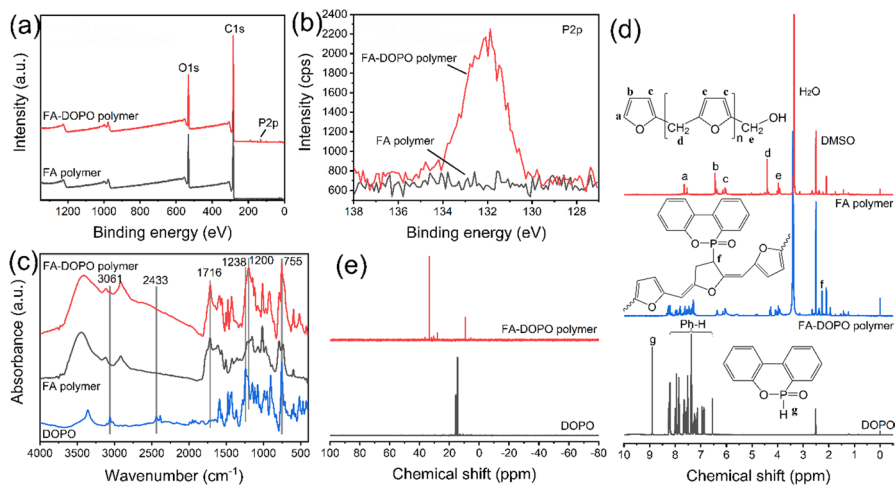 (a)
Intensity (a.u.)
C1s
O1s
FA-DOPO polymer
P2p
FA polymer
1200 1000 800 600 400 200 0
Binding energy (eV)
(b)
Intensity (cps)
2400
2200
2000
1800
1600
1400
1200
1000
800
600
P2p
FA-DOPO polymer
FA polymer
138 136 134 132 130 128 126
Binding energy (eV)
(c)
Absorbance (a.u.)
FA-DOPO polymer
3061 2433 1716 1238 1200 755
FA polymer
DOPO
4000 3500 3000 2500 2000 1500 1000 500
Wavenumber (cm-1)
(e)
FA-DOPO polymer
DOPO
100 80 60 40 20 0 -20 -40 -60 -80
Chemical shift (ppm)
(d)
H2O
b c c c
a O CH2 O n CH2 OH
d e
DMSO
a b c d e
FA polymer
O P O
f
O O O
f
FA-DOPO polymer
Ph-H
g
O P O
H g
DOPO
10 9 8 7 6 5 4 3 2 1 0
Chemical shift (ppm)